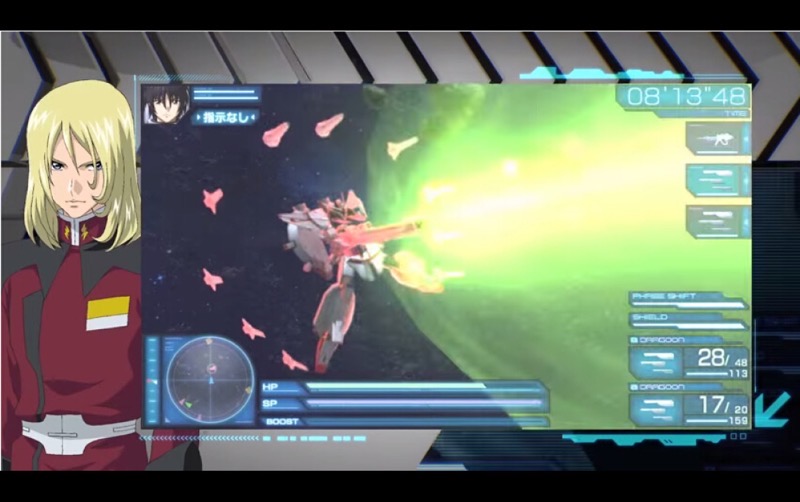 08'13"48
TIME
指示なし
PHASE SHIFT
SHIELD
DRAGOON
28/48
113
DRAGOON
17/20
159
HP
SP
BOOST